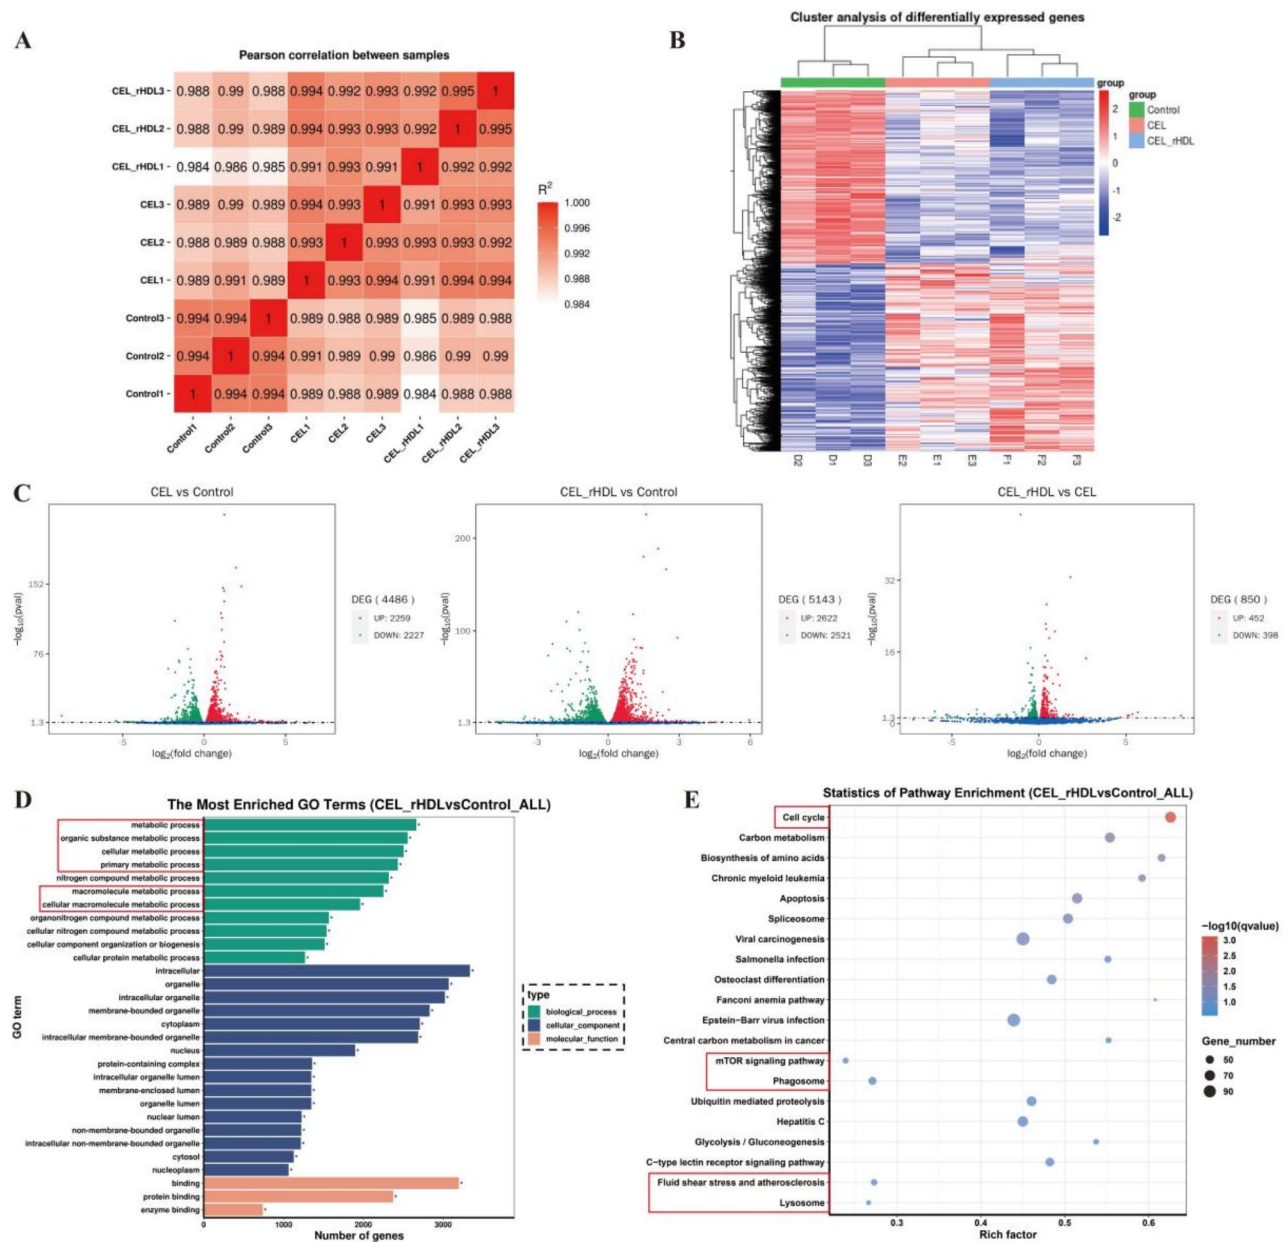 A
Pearson correlation between samples
CEL_rHDL3 0.988 0.99 0.988 0.994 0.992 0.993 0.992 0.995 1
CEL_rHDL2 0.988 0.99 0.989 0.994 0.993 0.993 0.992 1 0.995
CEL_rHDL1 0.984 0.986 0.985 0.991 0.993 0.991 1 0.992 0.992
CEL3 0.989 0.99 0.989 0.994 0.993 1 0.991 0.993 0.993
CEL2 0.988 0.989 0.988 0.993 1 0.993 0.993 0.993 0.992
CEL1 0.989 0.991 0.989 1 0.993 0.994 0.991 0.994 0.994
Control3 0.994 0.994 1 0.989 0.988 0.989 0.985 0.989 0.988
Control2 0.994 1 0.994 0.991 0.989 0.99 0.986 0.99 0.99
Control1 1 0.994 0.994 0.989 0.988 0.989 0.984 0.988 0.988
Control1 Control2 Control3 CEL1 CEL2 CEL3 CEL_rHDL1 CEL_rHDL2 CEL_rHDL3
R²
1.000
0.996
0.992
0.988
0.984
B
Cluster analysis of differentially expressed genes
group
2
1
0
-1
-2
group
Control
CEL
CEL_rHDL
D2 D1 D3 E2 E1 E3 F1 F2 F3
C
CEL vs Control
-log10(pval)
152
76
1.3
-5 0 5
log2(fold change)
DEG ( 4486 )
UP: 2259
DOWN: 2227
CEL_rHDL vs Control
-log10(pval)
200
100
1.3
-3 0 3 6
log2(fold change)
DEG ( 5143 )
UP: 2622
DOWN: 2521
CEL_rHDL vs CEL
-log10(pval)
32
16
1.3
0
-5 0 5
log2(fold change)
DEG ( 850 )
UP: 452
DOWN: 398
D
The Most Enriched GO Terms (CEL_rHDLvsControl_ALL)
GO term
metabolic process *
organic substance metabolic process *
cellular metabolic process *
primary metabolic process *
nitrogen compound metabolic process *
macromolecule metabolic process *
cellular macromolecule metabolic process *
organonitrogen compound metabolic process *
cellular nitrogen compound metabolic process *
cellular component organization or biogenesis *
cellular protein metabolic process *
intracellular *
organelle *
intracellular organelle *
membrane-bounded organelle *
cytoplasm *
intracellular membrane-bounded organelle *
nucleus *
protein-containing complex *
intracellular organelle lumen *
membrane-enclosed lumen *
organelle lumen *
nuclear lumen *
non-membrane-bounded organelle *
intracellular non-membrane-bounded organelle *
cytosol *
nucleoplasm *
binding *
protein binding *
enzyme binding *
0 1000 2000 3000
Number of genes
type
biological_process
cellular_component
molecular_function
E
Statistics of Pathway Enrichment (CEL_rHDLvsControl_ALL)
Cell cycle
Carbon metabolism
Biosynthesis of amino acids
Chronic myeloid leukemia
Apoptosis
Spliceosome
Viral carcinogenesis
Salmonella infection
Osteoclast differentiation
Fanconi anemia pathway
Epstein-Barr virus infection
Central carbon metabolism in cancer
mTOR signaling pathway
Phagosome
Ubiquitin mediated proteolysis
Hepatitis C
Glycolysis / Gluconeogenesis
C-type lectin receptor signaling pathway
Fluid shear stress and atherosclerosis
Lysosome
0.3 0.4 0.5 0.6
Rich factor
-log10(qvalue)
3.0
2.5
2.0
1.5
1.0
Gene_number
50
70
90